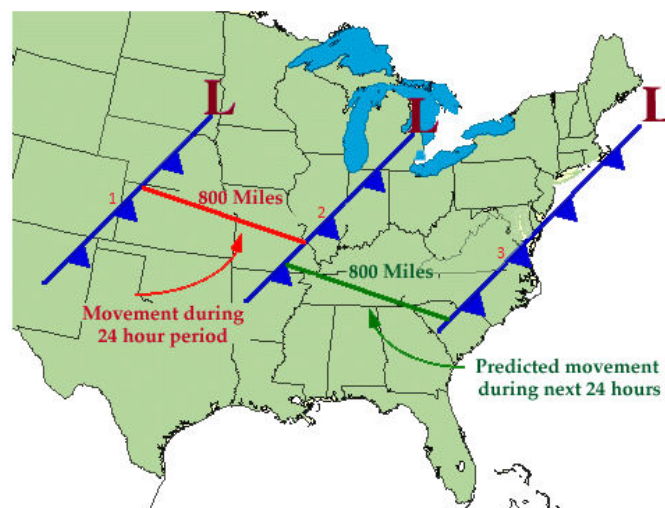 L
L
L
1
800 Miles
2
3
800 Miles
Movement during
24 hour period
Predicted movement
during next 24 hours